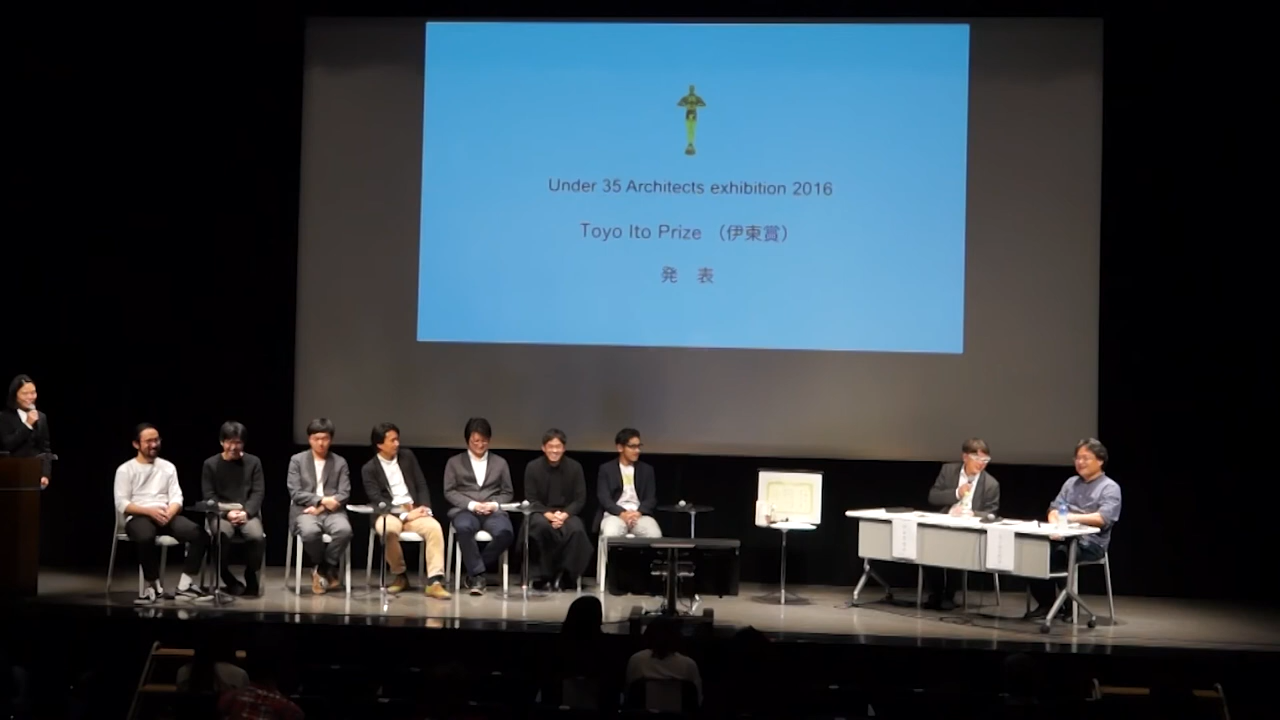 Under 35 Architects exhibition 2016
Toyo Ito Prize （伊東賞）
発 表